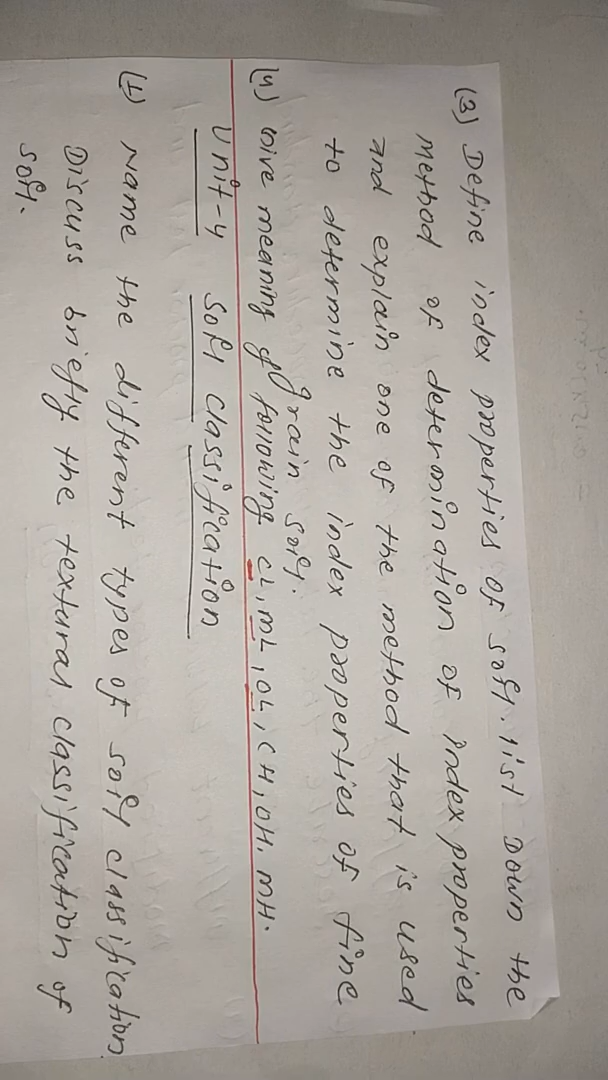 (3) Define index properties of soil. List Down the
method of determination of index properties
and explain one of the method that is used
to determine the index properties of fine
grain soil.
(4) Give meaning of following CL, ML, OL, CH, OH, MH.
Unit-4 Soil classification
(1) Name the different types of soil classification.
Discuss briefly the textural classification of
soil.